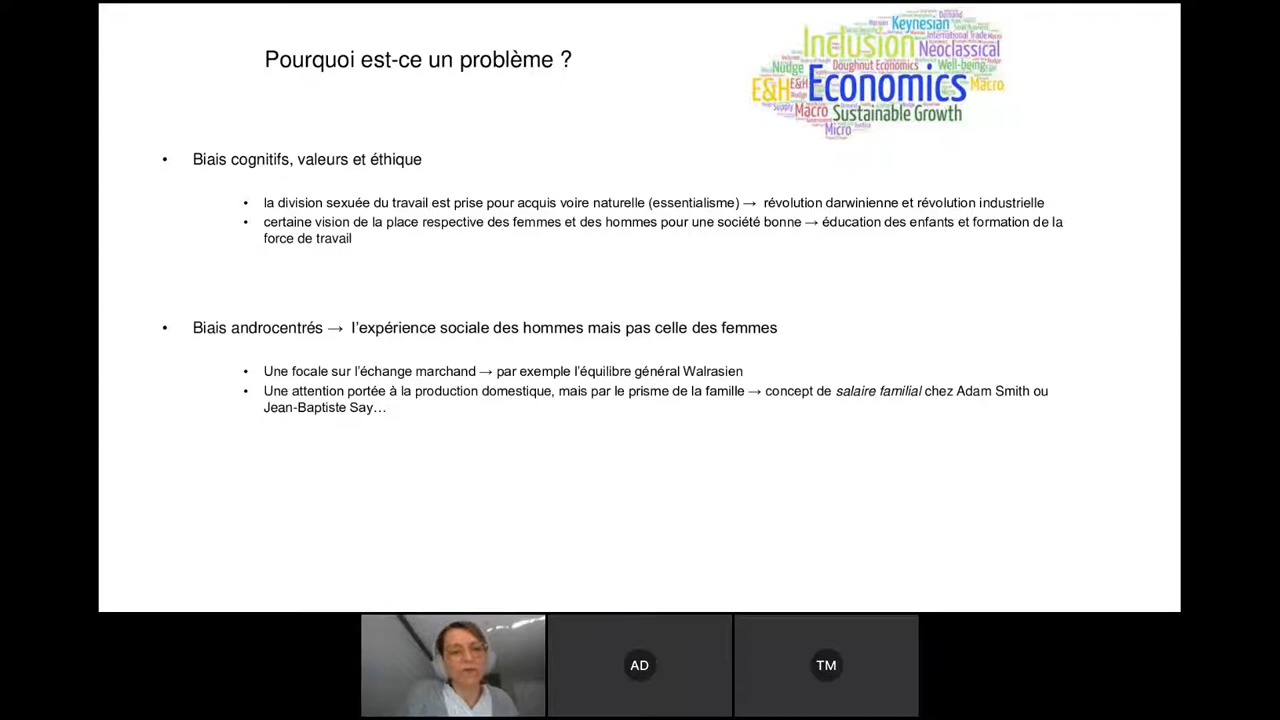 Pourquoi est-ce un problème ?
Keynesian
Demand
Inclusion
International Trade
Neoclassical
Nudge
Doughnut Economics
Well-being
E&H
E&H
Economics
Macro
Supply
Macro
Sustainable Growth
Micro
• Biais cognitifs, valeurs et éthique
• la division sexuée du travail est prise pour acquis voire naturelle (essentialisme) → révolution darwinienne et révolution industrielle
• certaine vision de la place respective des femmes et des hommes pour une société bonne → éducation des enfants et formation de la
force de travail
• Biais androcentrés → l'expérience sociale des hommes mais pas celle des femmes
• Une focale sur l'échange marchand → par exemple l'équilibre général Walrasien
• Une attention portée à la production domestique, mais par le prisme de la famille → concept de salaire familial chez Adam Smith ou
Jean-Baptiste Say…
AD
TM